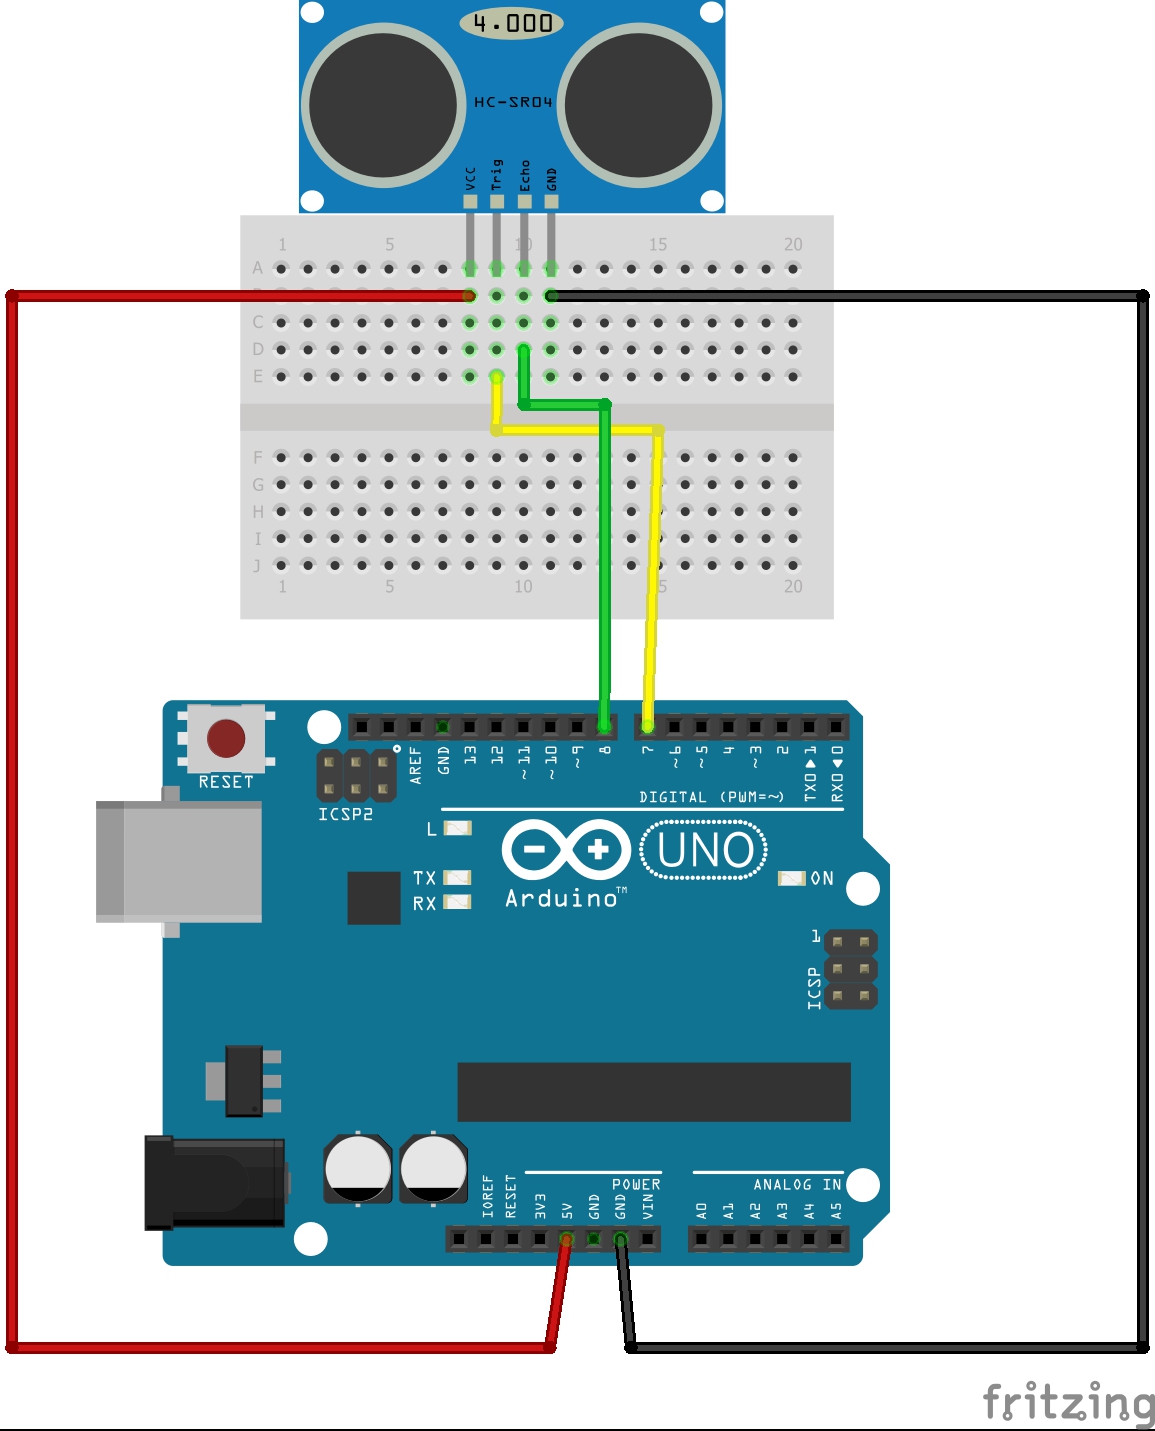 4.000
HC-SR04
VCC Trig Echo GND
1 5 10 15 20
A
C
D
E
F
G
H
I
J
1 5 10 5 20
RESET
ICSP2
AREF GND 13 12 ~11 ~10 ~9 8 7 ~6 ~5 4 ~3 2 TX0▶1 RX0◀0
DIGITAL (PWM=~)
L
TX
RX
UNO
Arduino™
ON
1
ICSP
IOREF RESET 3V3 5V GND GND VIN
POWER
ANALOG IN
A0 A1 A2 A3 A4 A5
fritzing